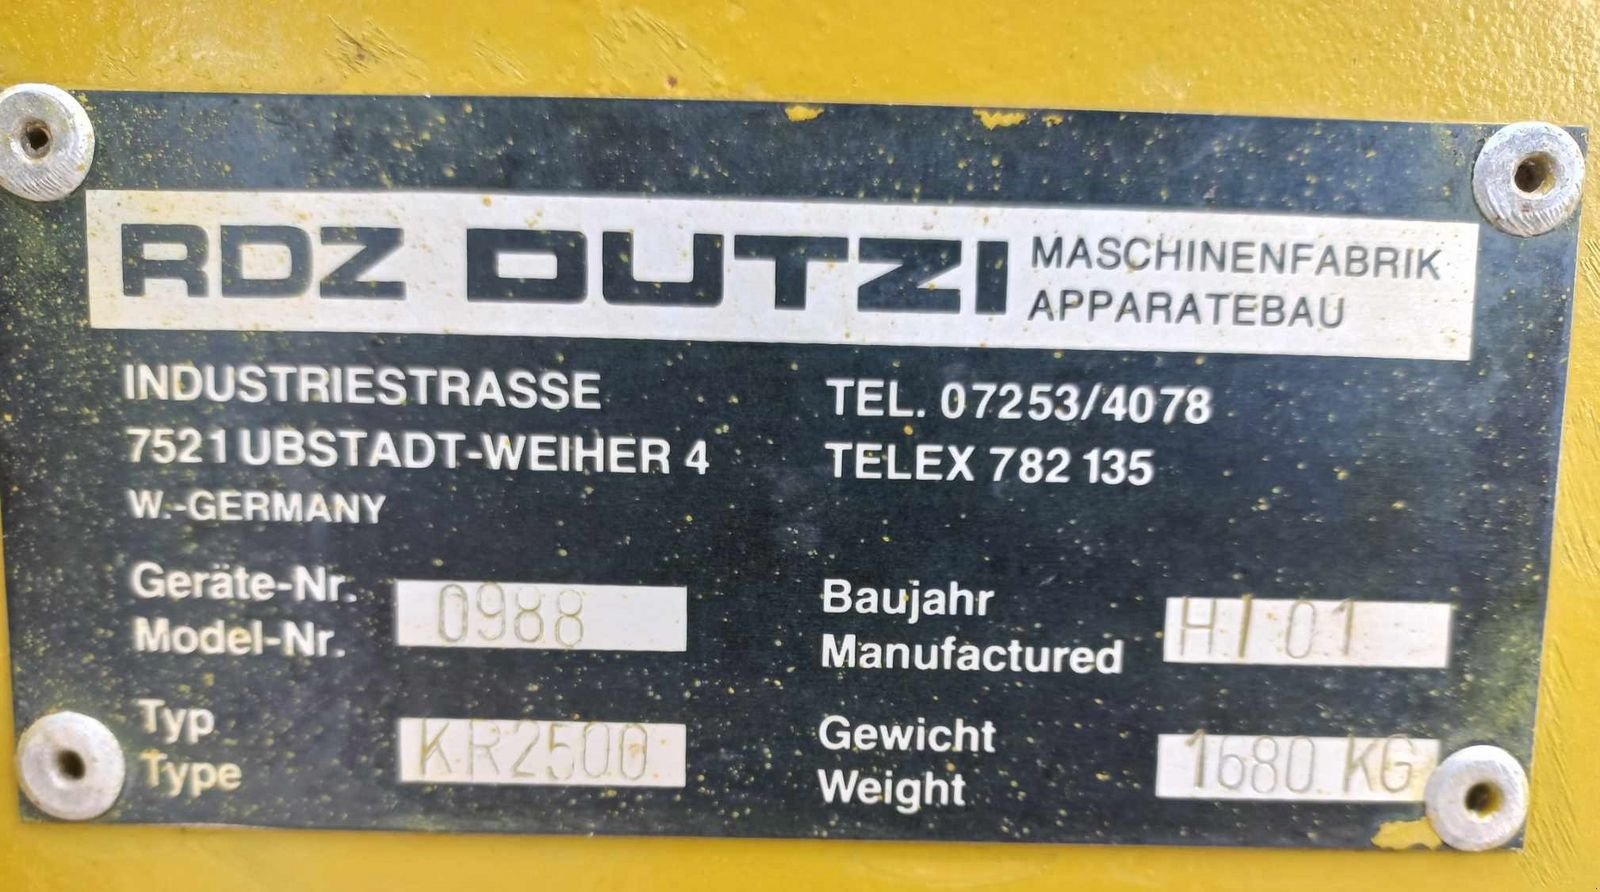 RDZ DUTZI MASCHINENFABRIK
APPARATEBAU
INDUSTRIESTRASSE
7521 UBSTADT-WEIHER 4
W.-GERMANY
TEL. 07253/4078
TELEX 782 135
Geräte-Nr.
Model-Nr.
0988
Baujahr
Manufactured
H/01
Typ
Type
KR2500
Gewicht
Weight
1680 KG